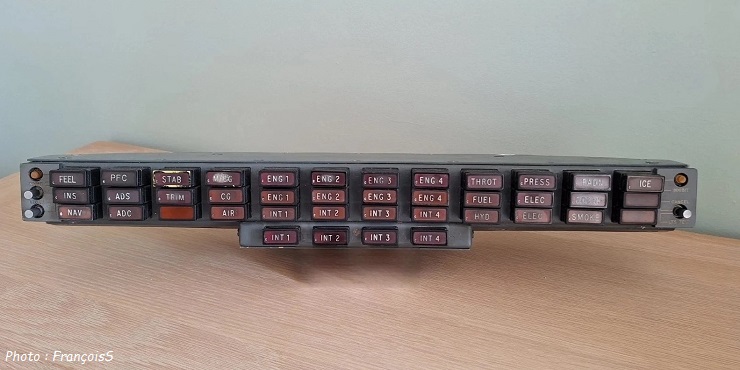 FEEL PFC STAB M/CG ENG 1 ENG 2 ENG 3 ENG 4 THROT PRESS ICE
INS ADS TRIM CG ENG 1 ENG 2 ENG 3 ENG 4 FUEL ELEC
NAV ADC AIR INT 1 INT 2 INT 3 INT 4 HYD ELEC SMOKE
INT 1 INT 2 INT 3 INT 4
Photo : François5